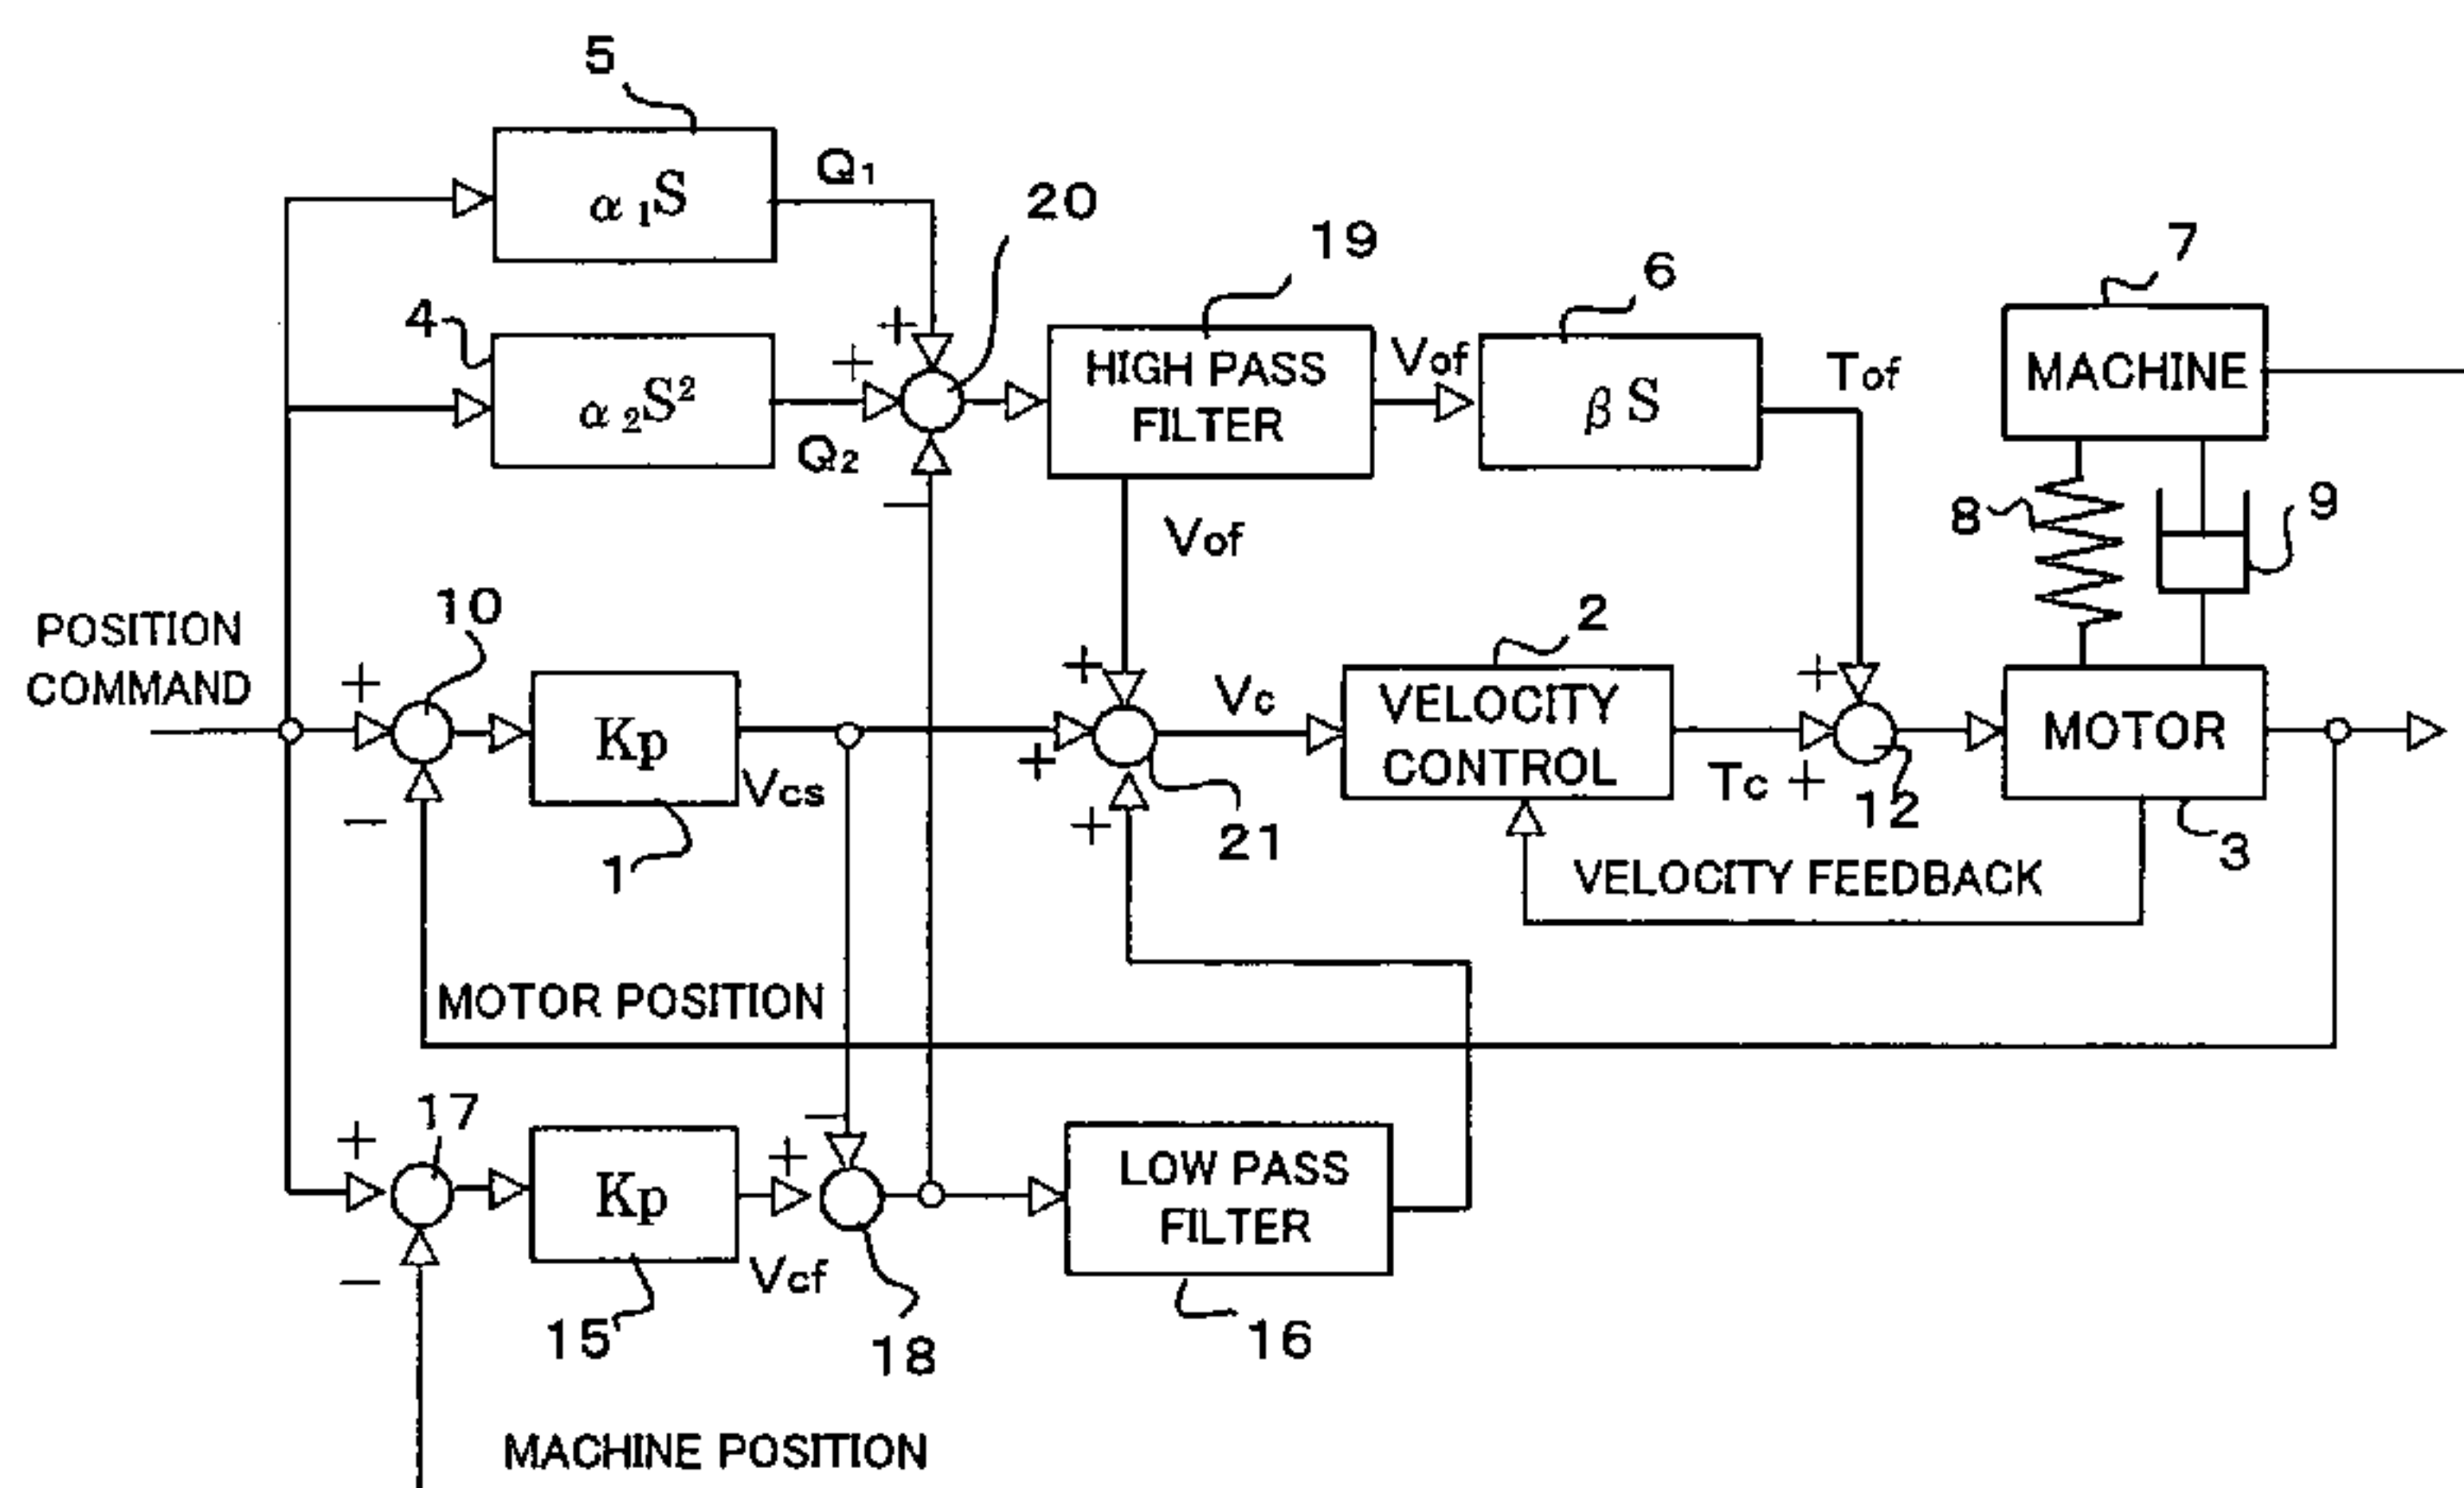 5
α₁S
Q₁
20
19
6
7
4
α₂S²
Q₂
HIGH PASS
FILTER
Vof
β S
Tof
MACHINE
Vof
8
9
POSITION
COMMAND
10
Kp
Vcs
1
Vc
21
2
VELOCITY
CONTROL
Tc
12
MOTOR
3
VELOCITY FEEDBACK
MOTOR POSITION
17
Kp
Vcf
15
18
LOW PASS
FILTER
16
MACHINE POSITION
+
+
−
+
−
+
+
+
+
+
+
−
+
−